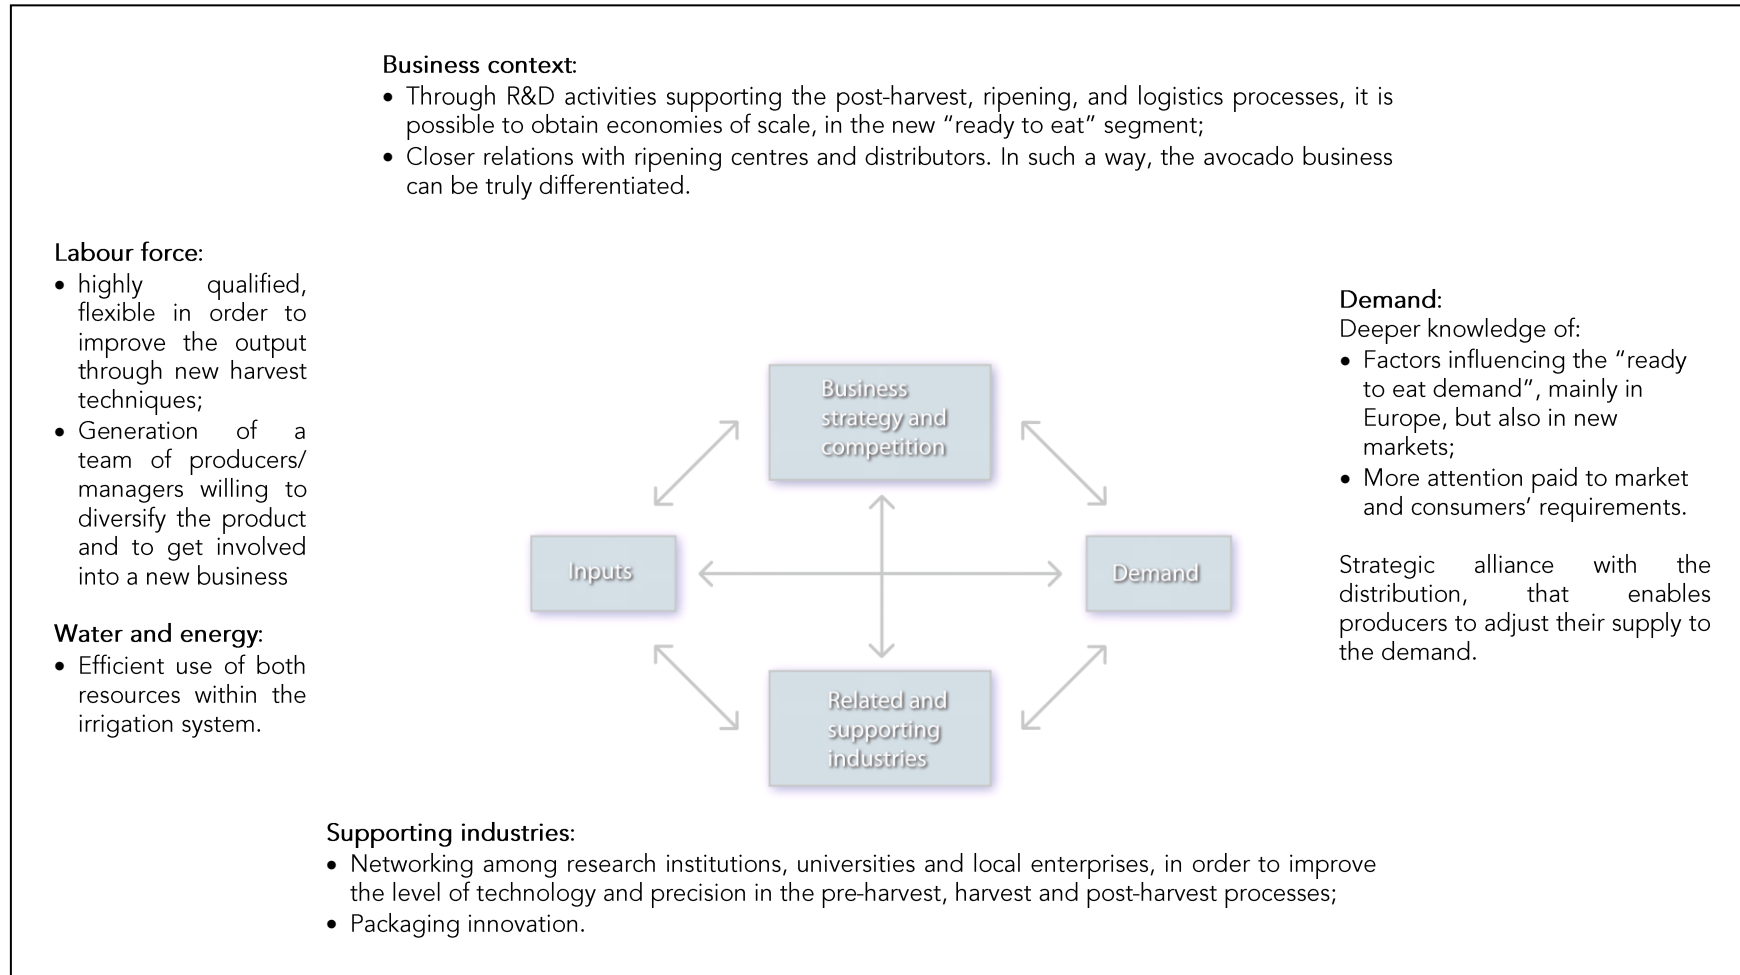 Business context:
• Through R&D activities supporting the post-harvest, ripening, and logistics processes, it is
possible to obtain economies of scale, in the new “ready to eat” segment;
• Closer relations with ripening centres and distributors. In such a way, the avocado business
can be truly differentiated.
Labour force:
• highly qualified,
flexible in order to
improve the output
through new harvest
techniques;
• Generation of a
team of producers/
managers willing to
diversify the product
and to get involved
into a new business
Water and energy:
• Efficient use of both
resources within the
irrigation system.
Business
strategy and
competition
Inputs
Demand
Related and
supporting
industries
Demand:
Deeper knowledge of:
• Factors influencing the “ready
to eat demand”, mainly in
Europe, but also in new
markets;
• More attention paid to market
and consumers’ requirements.
Strategic alliance with the
distribution, that enables
producers to adjust their supply to
the demand.
Supporting industries:
• Networking among research institutions, universities and local enterprises, in order to improve
the level of technology and precision in the pre-harvest, harvest and post-harvest processes;
• Packaging innovation.